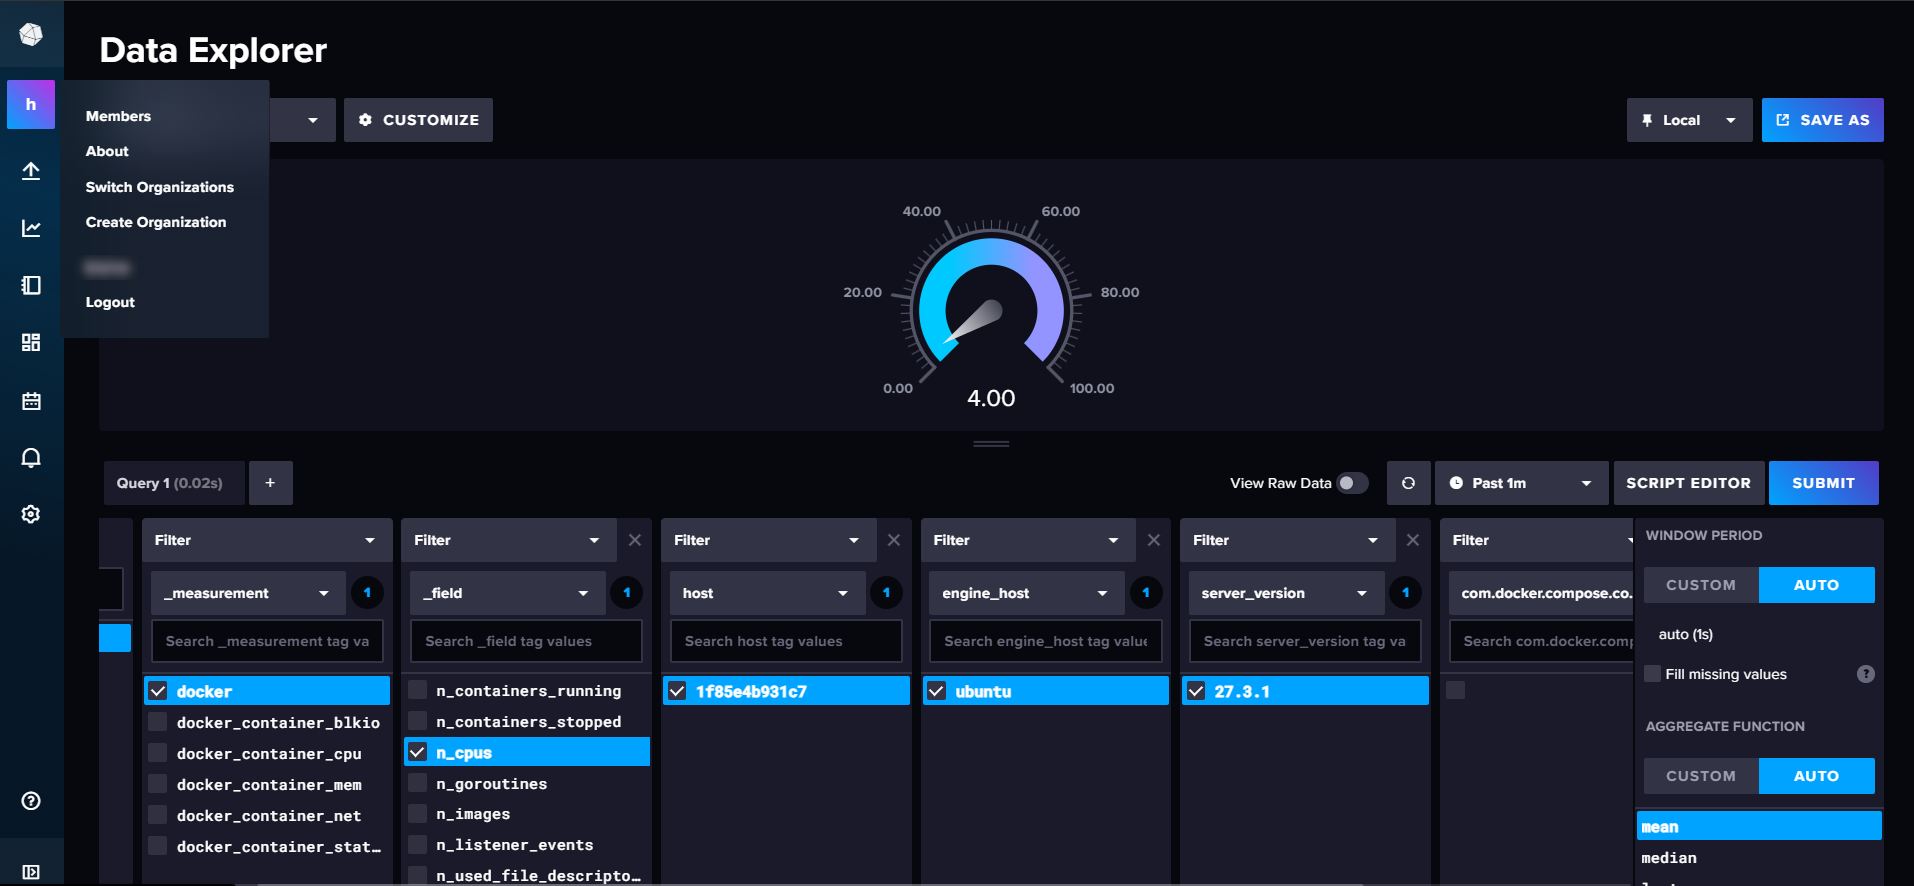 Data Explorer
h
Members
About
Switch Organizations
Create Organization
Logout
CUSTOMIZE
Local
SAVE AS
40.00
60.00
20.00
80.00
0.00
100.00
4.00
Query 1 (0.02s)
+
View Raw Data
Past 1m
SCRIPT EDITOR
SUBMIT
Filter
_measurement
1
Search _measurement tag va
docker
docker_container_blkio
docker_container_cpu
docker_container_mem
docker_container_net
docker_container_stat…
Filter
_field
1
Search _field tag values
n_containers_running
n_containers_stopped
n_cpus
n_goroutines
n_images
n_listener_events
n_used_file_descripto…
Filter
host
1
Search host tag values
1f85e4b931c7
Filter
engine_host
1
Search engine_host tag value
ubuntu
Filter
server_version
1
Search server_version tag va
27.3.1
Filter
com.docker.compose.co.
Search com.docker.comp
WINDOW PERIOD
CUSTOM
AUTO
auto (1s)
Fill missing values
?
AGGREGATE FUNCTION
CUSTOM
AUTO
mean
median